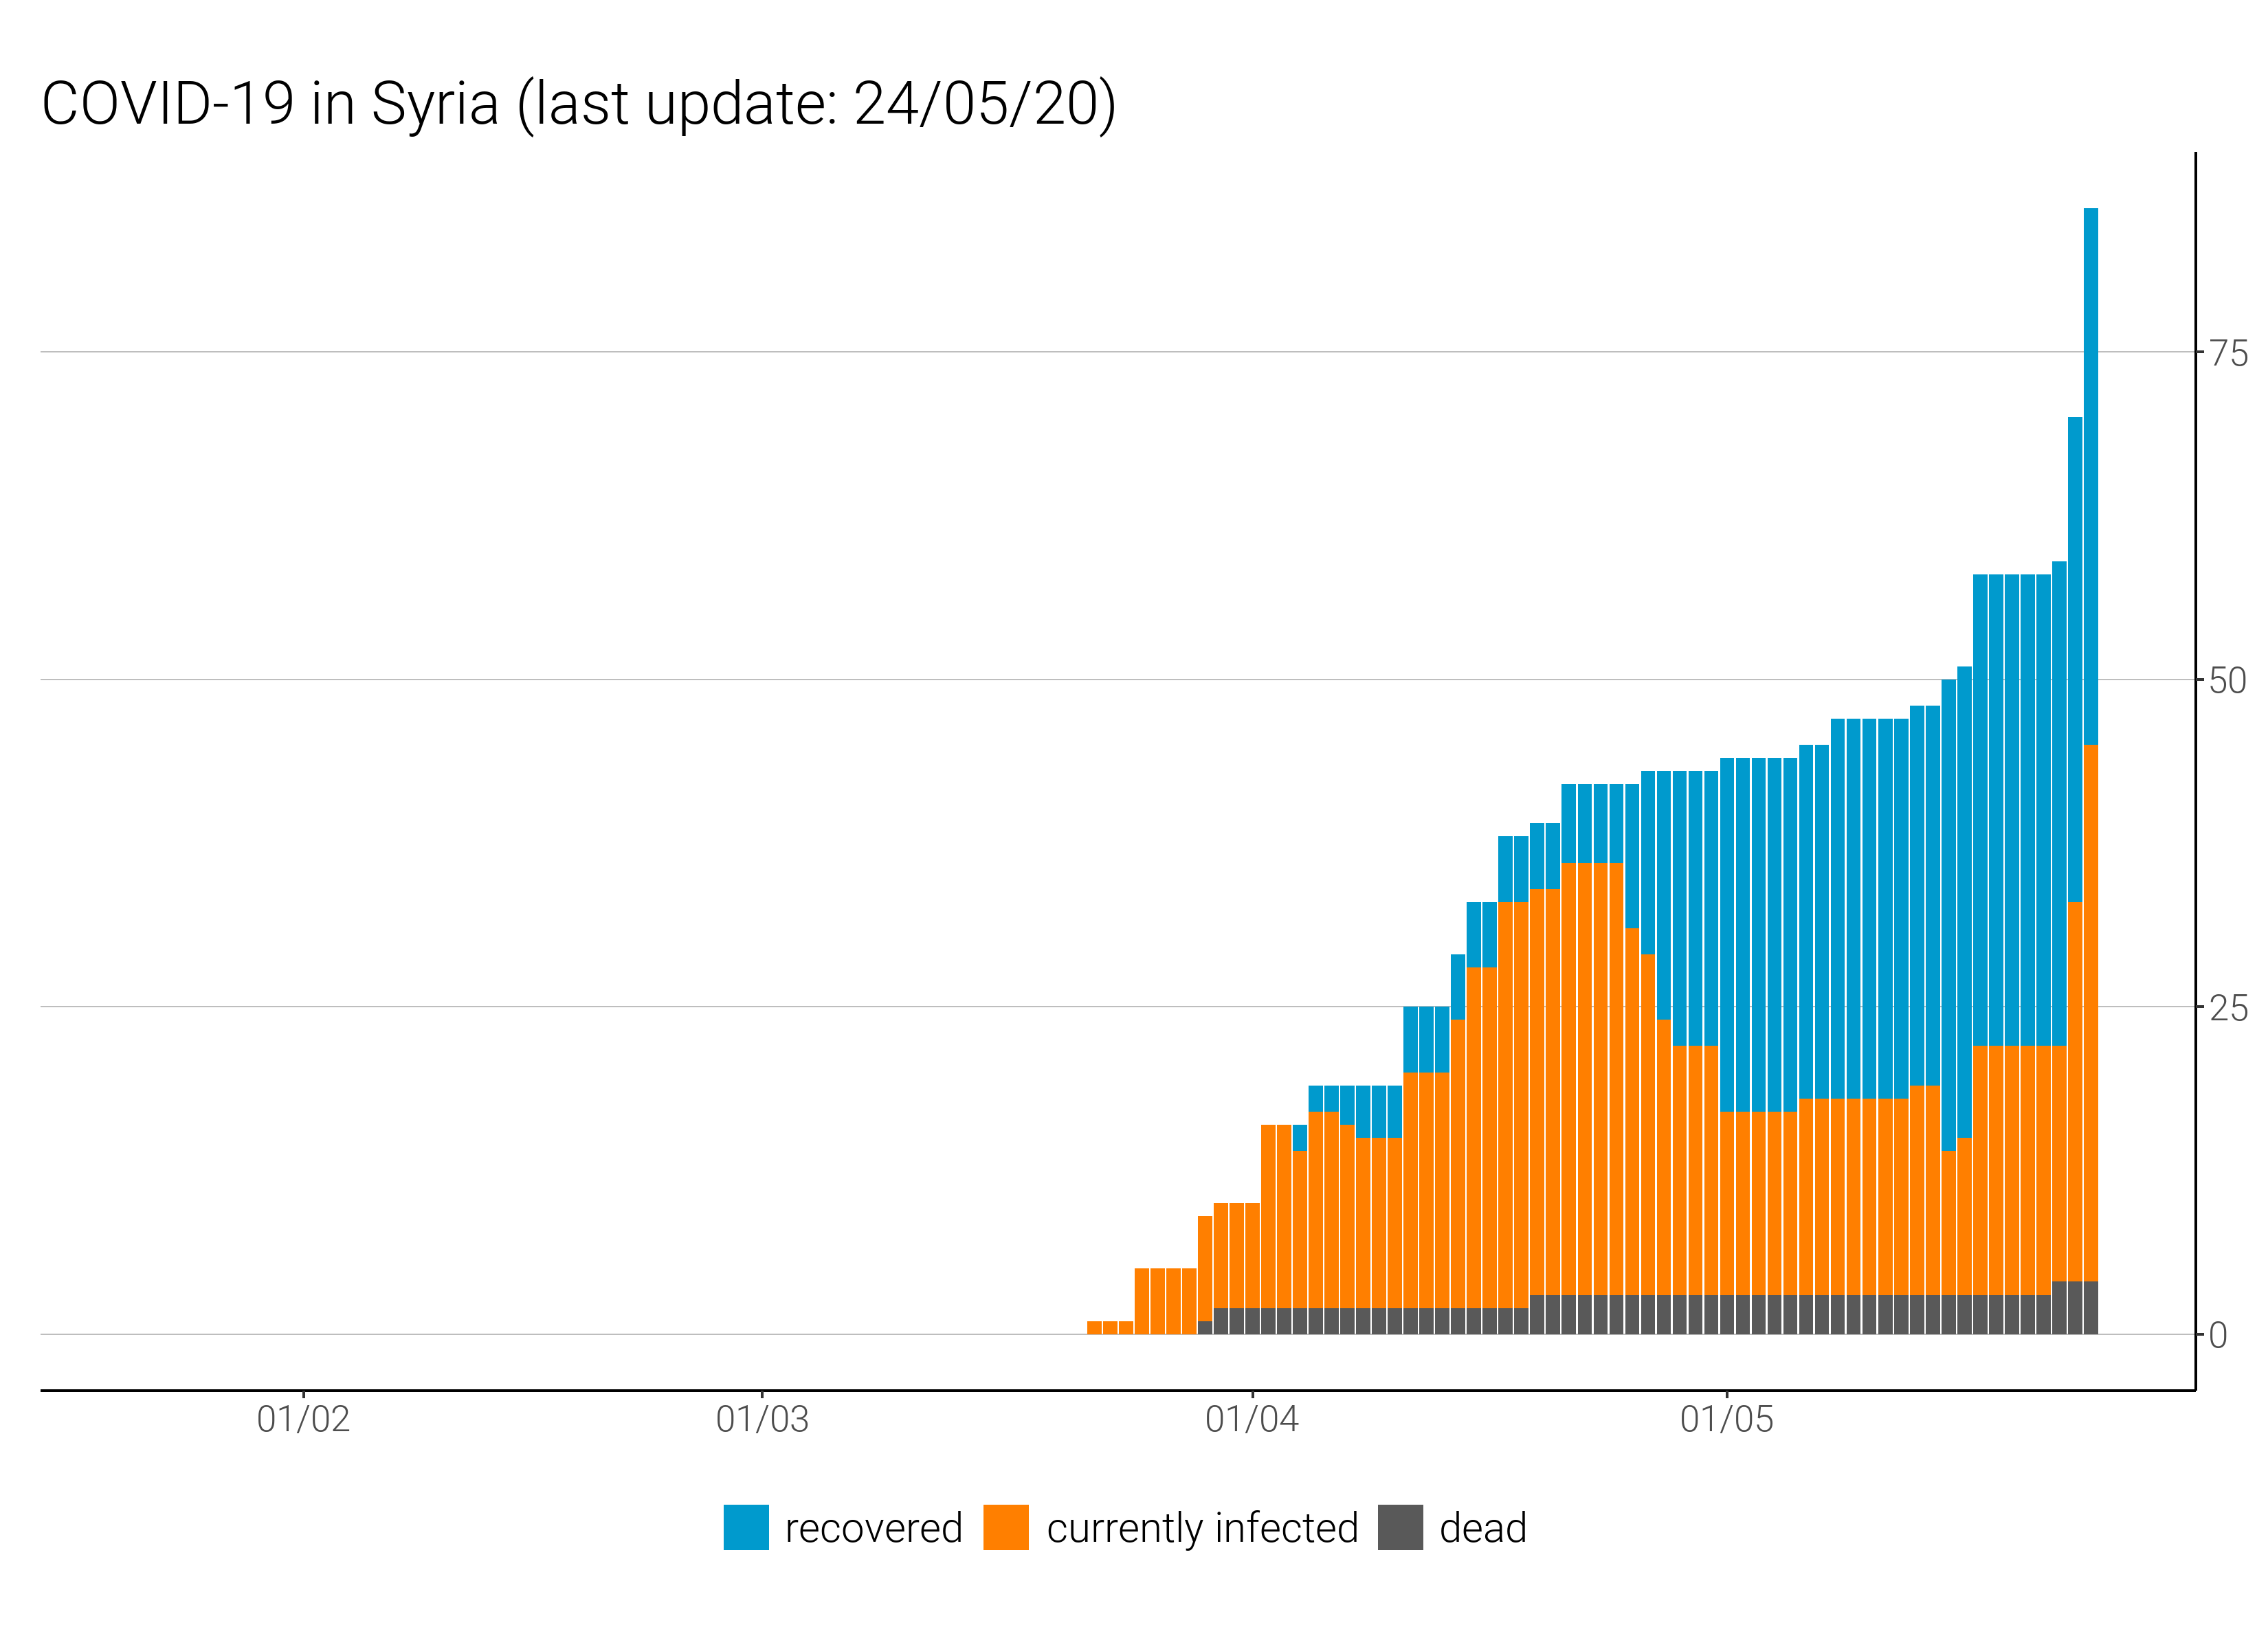 COVID-19 in Syria (last update: 24/05/20)
75
50
25
0
01/02 01/03 01/04 01/05
recovered currently infected dead